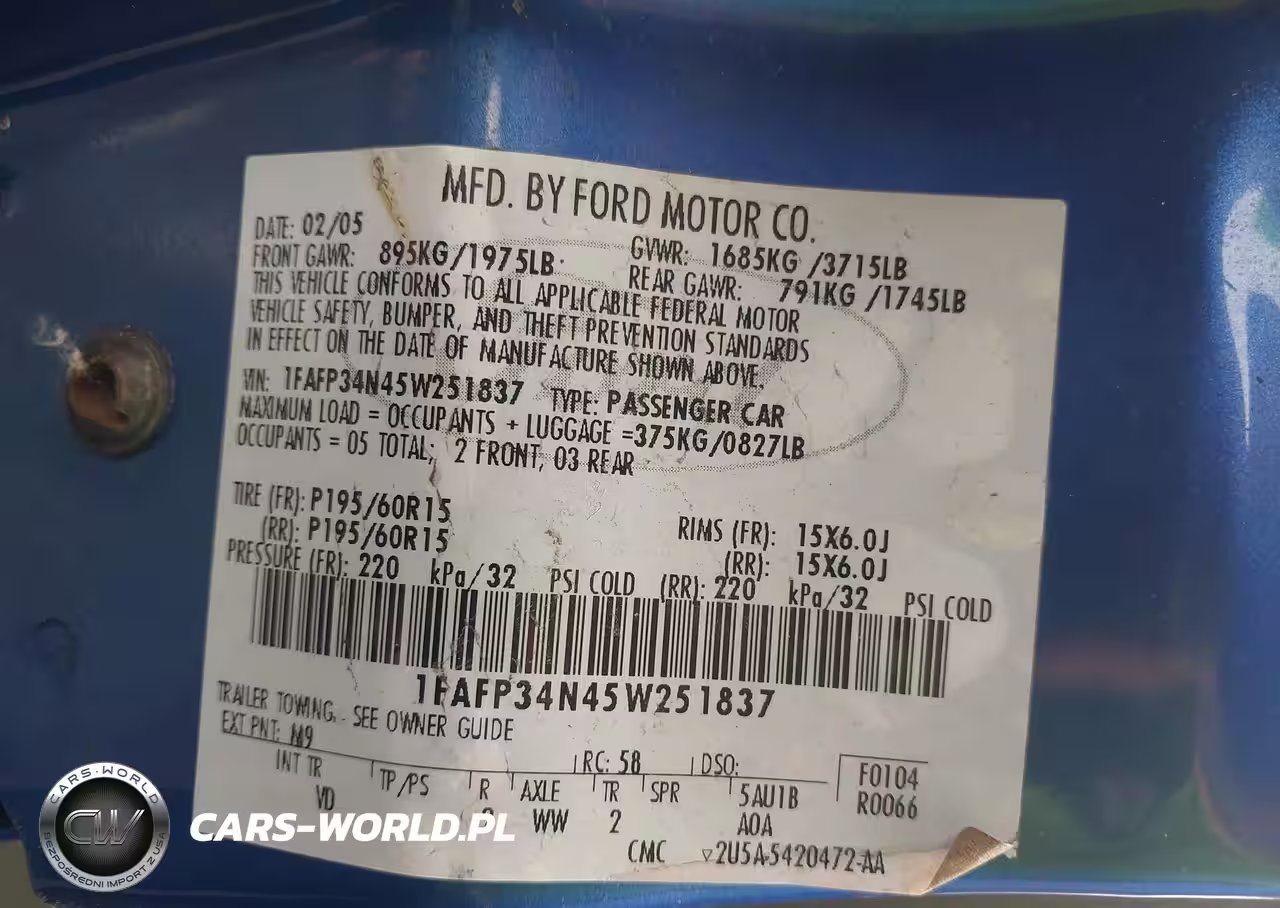 MFD. BY FORD MOTOR CO.
DATE: 02/05 GVWR: 1685KG /3715LB
FRONT GAWR: 895KG/1975LB REAR GAWR: 791KG /1745LB
THIS VEHICLE CONFORMS TO ALL APPLICABLE FEDERAL MOTOR
VEHICLE SAFETY, BUMPER, AND THEFT PREVENTION STANDARDS
IN EFFECT ON THE DATE OF MANUFACTURE SHOWN ABOVE.
VIN: 1FAFP34N45W251837 TYPE: PASSENGER CAR
MAXIMUM LOAD = OCCUPANTS + LUGGAGE =375KG/0827LB
OCCUPANTS = 05 TOTAL; 2 FRONT, 03 REAR
TIRE (FR): P195/60R15 RIMS (FR): 15X6.0J
(RR): P195/60R15 (RR): 15X6.0J
PRESSURE (FR): 220 kPa/32 PSI COLD (RR): 220 kPa/32 PSI COLD
1FAFP34N45W251837
TRAILER TOWING - SEE OWNER GUIDE
EXT PNT: M9 RC: 58 DSO: F0104
INT TR TP/PS R AXLE TR SPR 5AU1B R0066
VD WW 2 A0A
CMC ▽2U5A-5420472-AA
CARS-WORLD
CW
BEZPOŚREDNI IMPORT Z USA
CARS-WORLD.PL